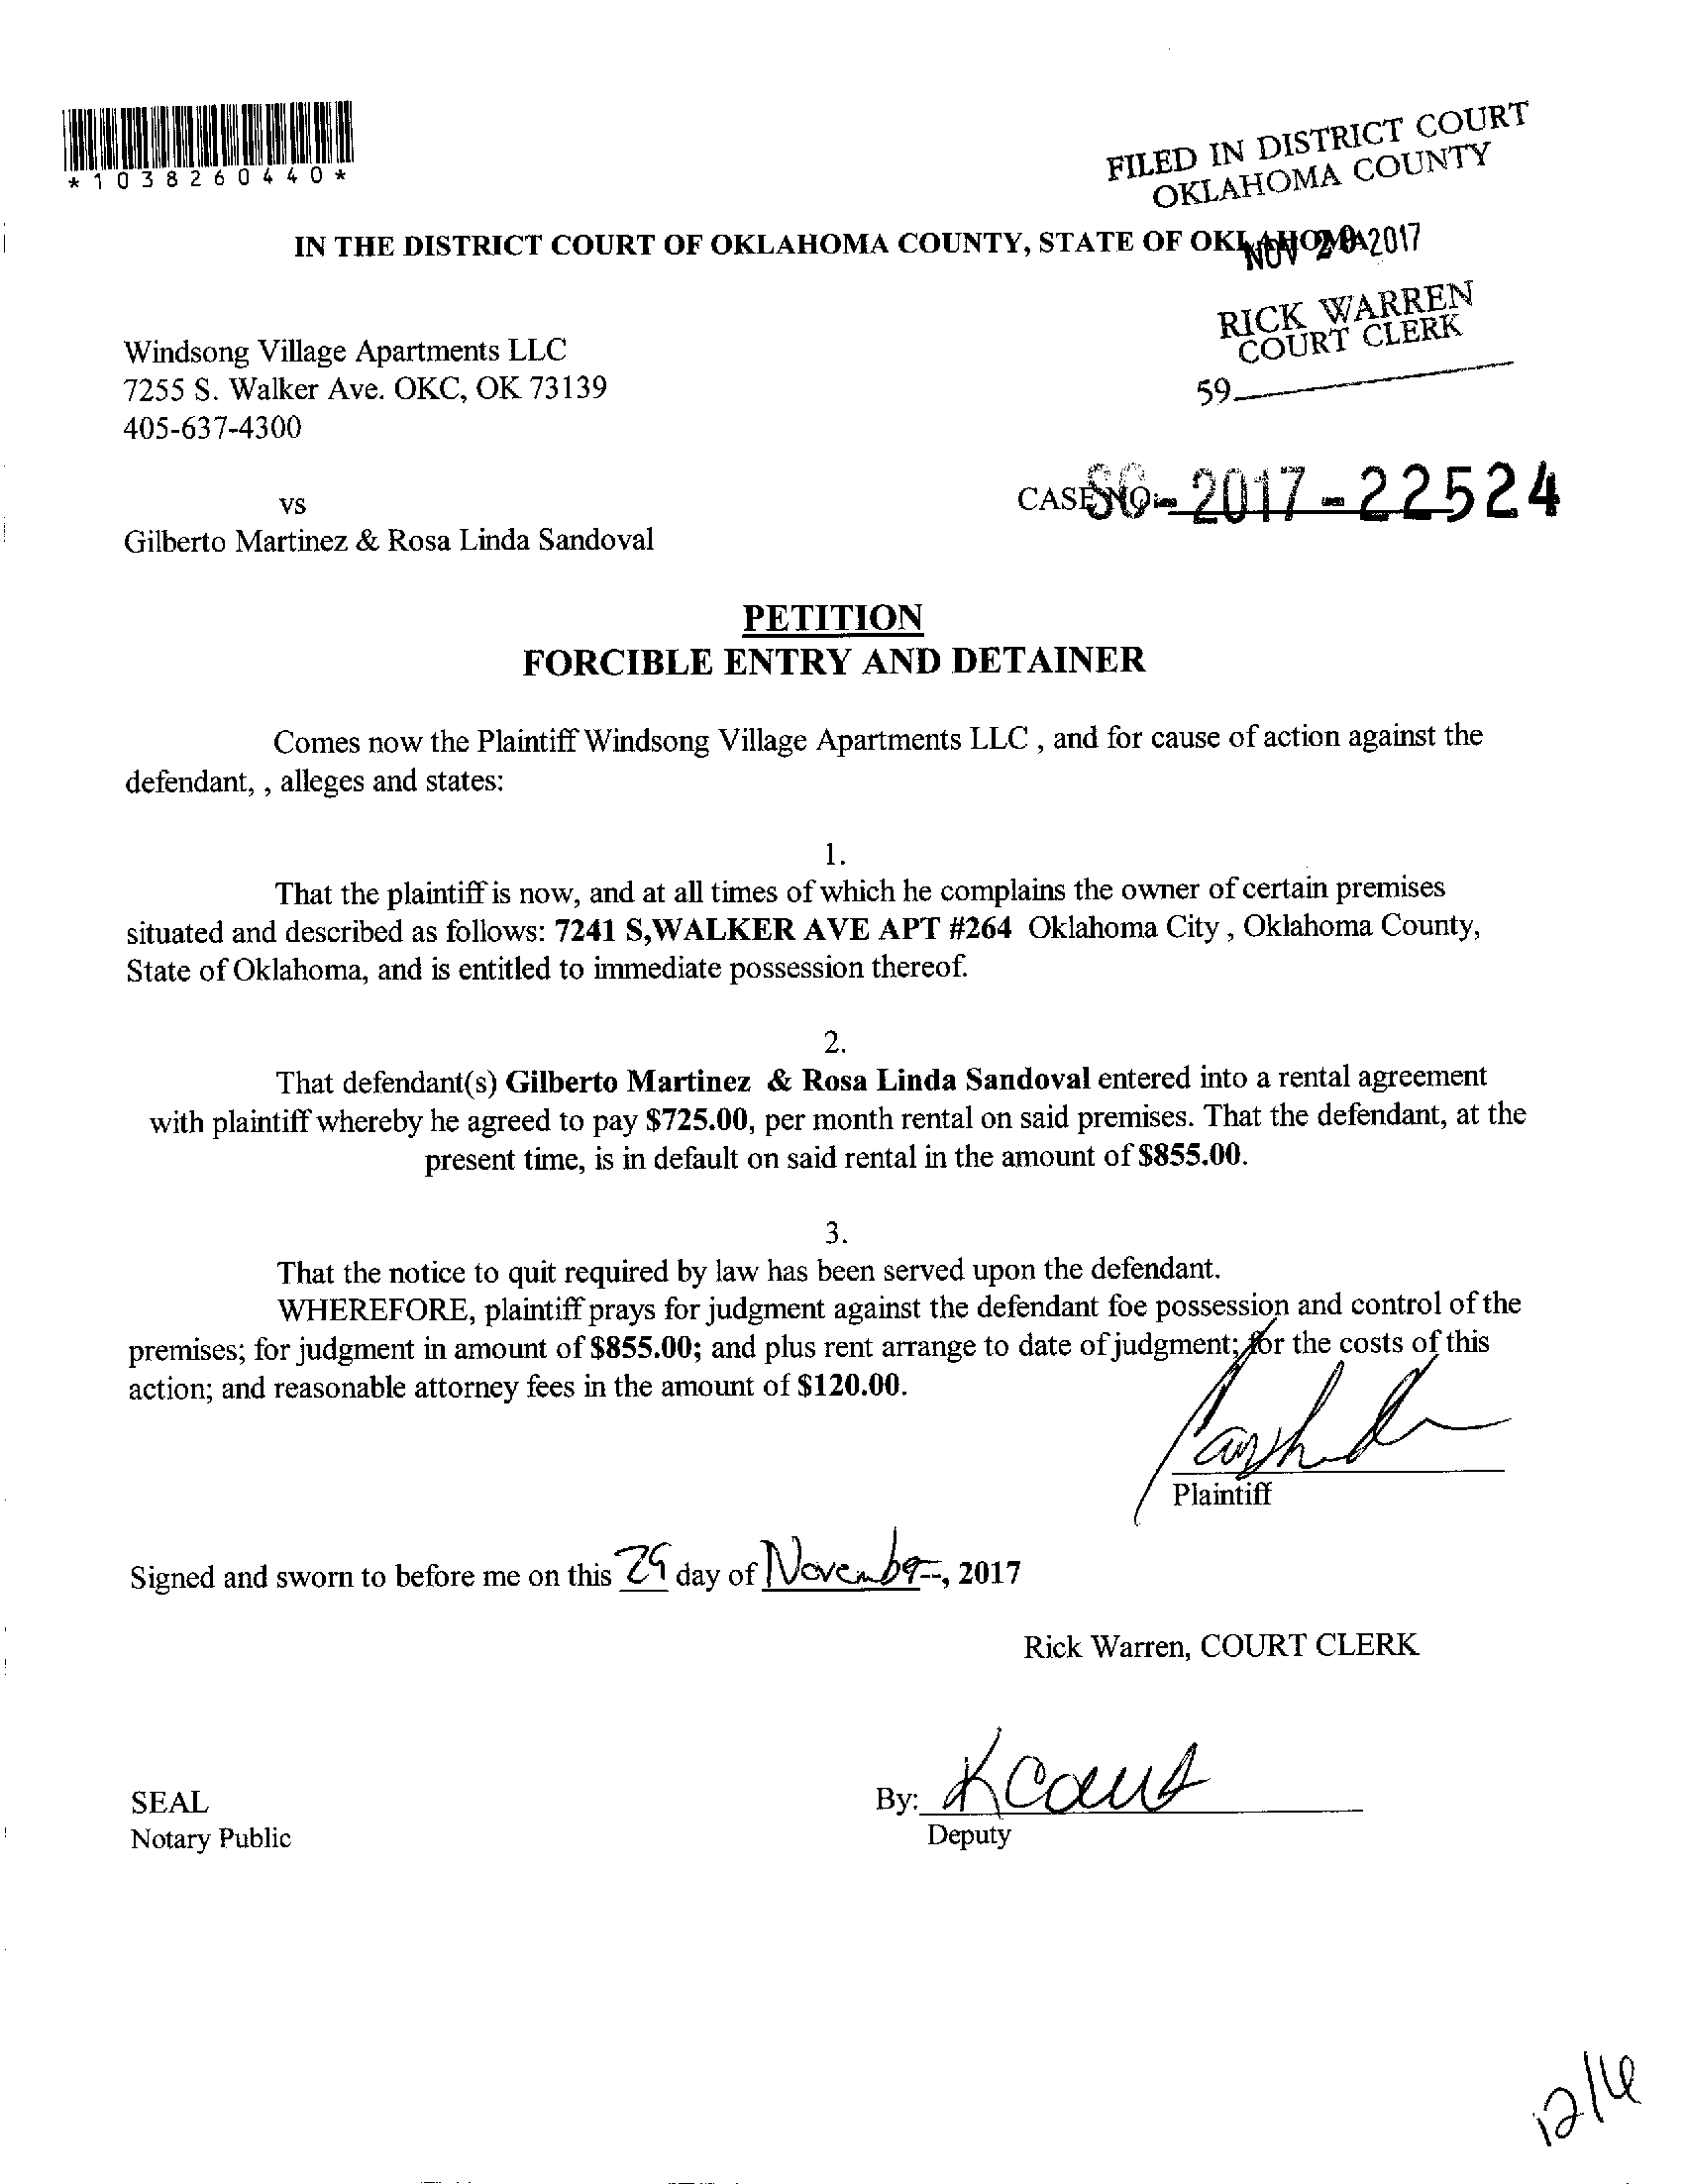 *1038260440*
FILED IN DISTRICT COURT
OKLAHOMA COUNTY
IN THE DISTRICT COURT OF OKLAHOMA COUNTY, STATE OF OKLAHOMA
NOV 29 2017
RICK WARREN
COURT CLERK
59
Windsong Village Apartments LLC
7255 S. Walker Ave. OKC, OK 73139
405-637-4300
CASE NO:
SC-2017-22524
vs
Gilberto Martinez & Rosa Linda Sandoval
PETITION
FORCIBLE ENTRY AND DETAINER
Comes now the Plaintiff Windsong Village Apartments LLC , and for cause of action against the
defendant, , alleges and states:
1.
That the plaintiff is now, and at all times of which he complains the owner of certain premises
situated and described as follows: 7241 S,WALKER AVE APT #264 Oklahoma City , Oklahoma County,
State of Oklahoma, and is entitled to immediate possession thereof.
2.
That defendant(s) Gilberto Martinez & Rosa Linda Sandoval entered into a rental agreement
with plaintiff whereby he agreed to pay $725.00, per month rental on said premises. That the defendant, at the
present time, is in default on said rental in the amount of $855.00.
3.
That the notice to quit required by law has been served upon the defendant.
WHEREFORE, plaintiff prays for judgment against the defendant foe possession and control of the
premises; for judgment in amount of $855.00; and plus rent arrange to date of judgment; for the costs of this
action; and reasonable attorney fees in the amount of $120.00.
Plaintiff
Signed and sworn to before me on this 29 day of November, 2017
Rick Warren, COURT CLERK
SEAL
By:
Notary Public
Deputy